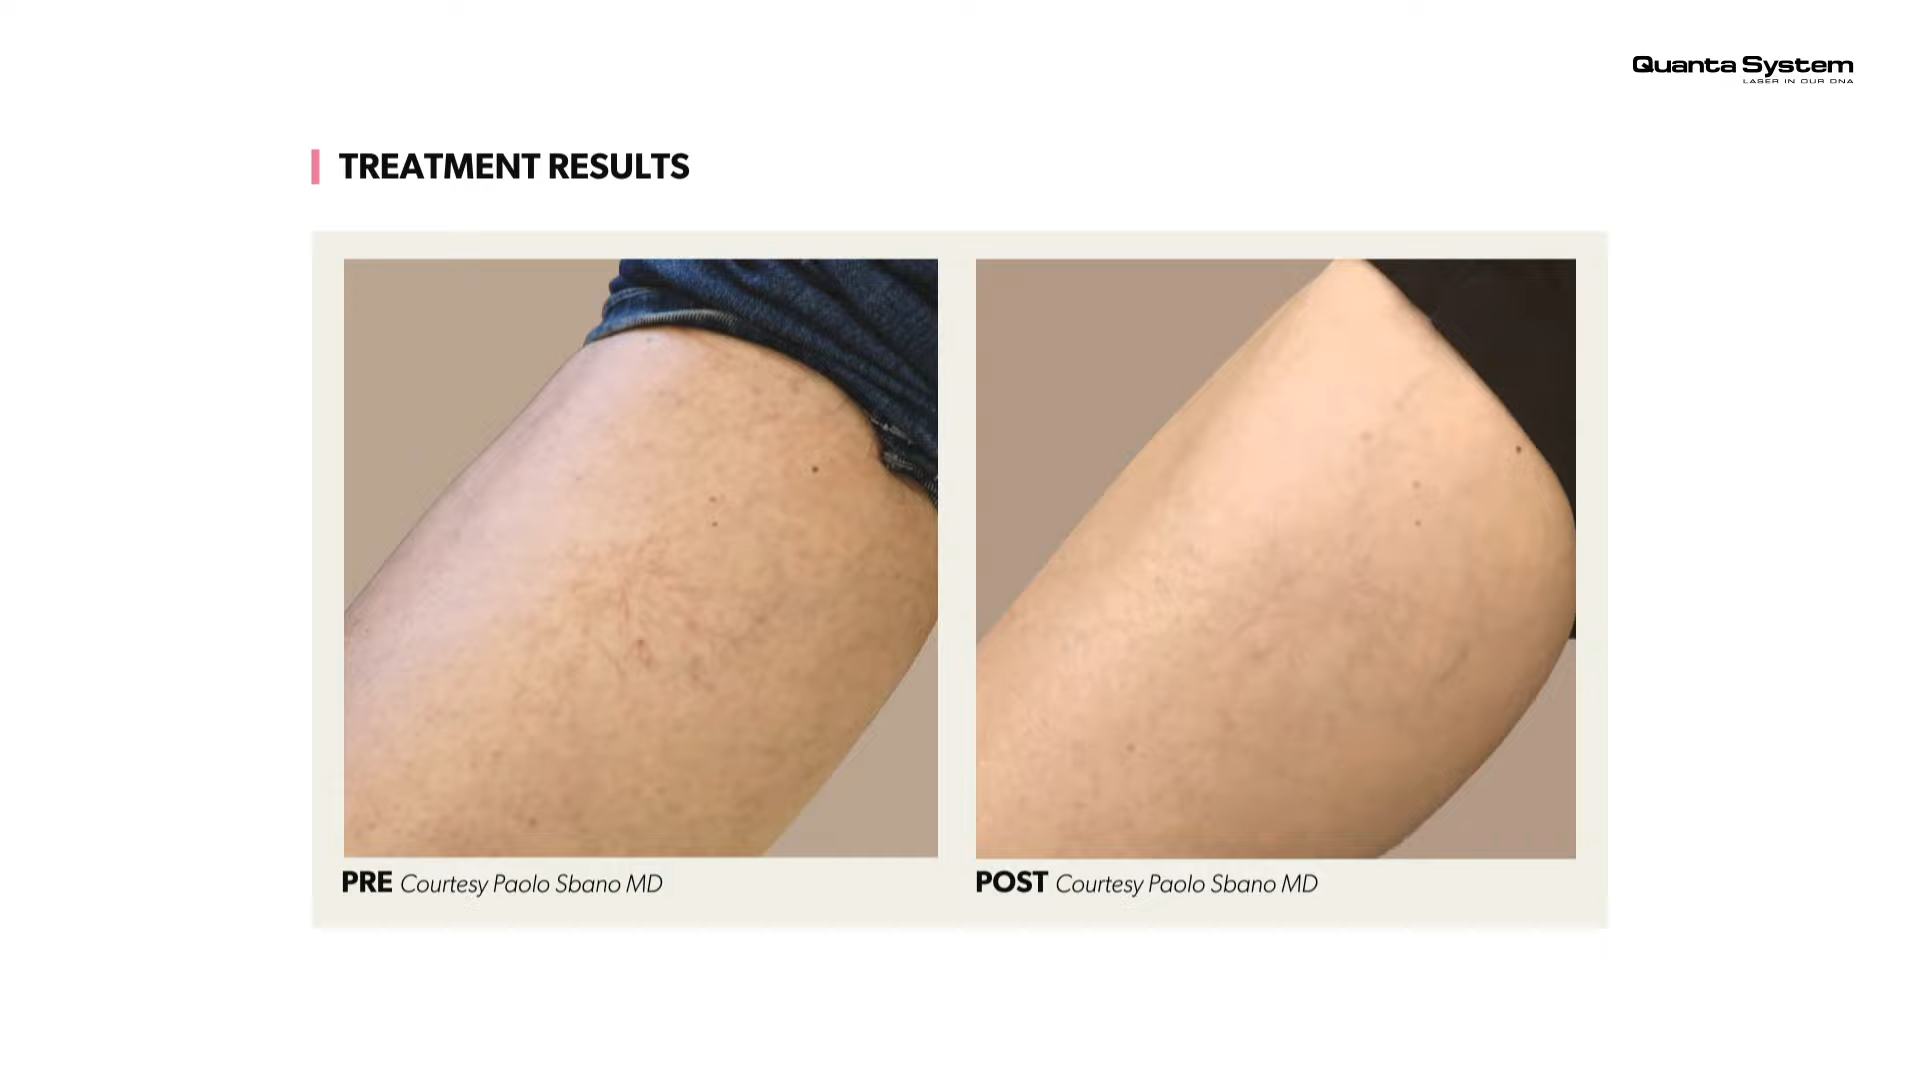 Quanta System
LASER IN OUR DNA
TREATMENT RESULTS
PRE Courtesy Paolo Sbano MD
POST Courtesy Paolo Sbano MD